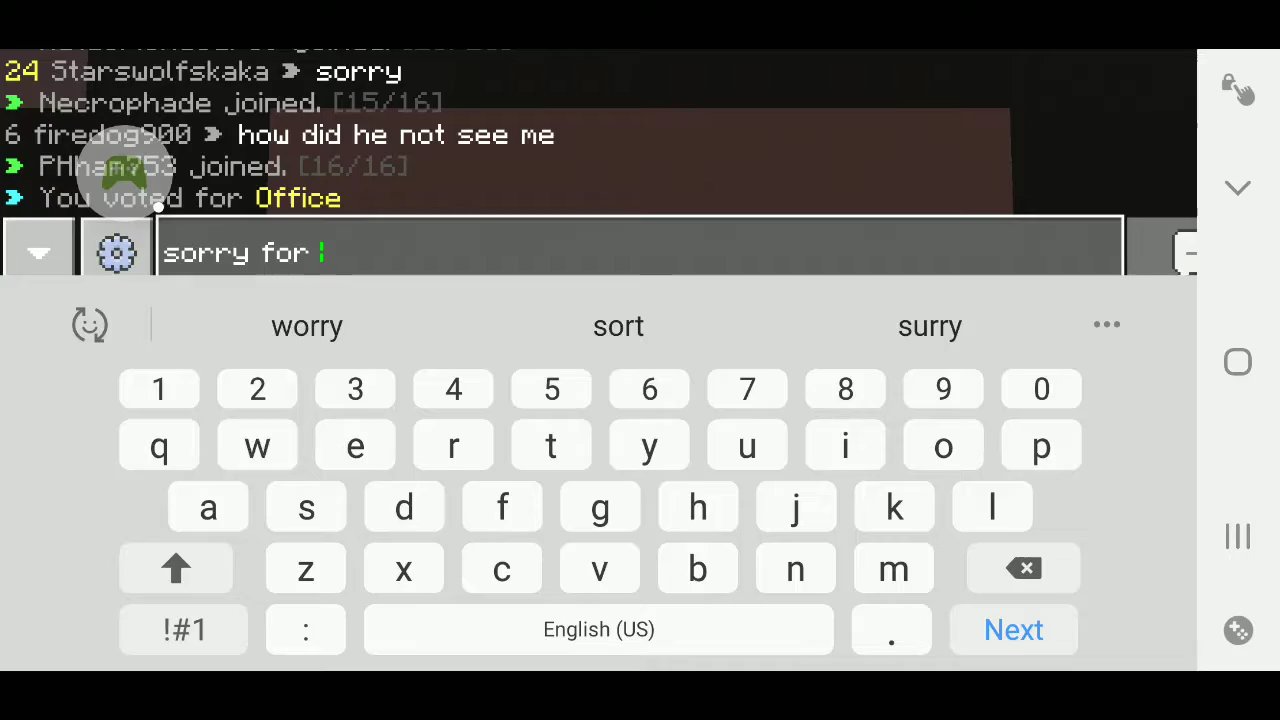 24 Starswolfskaka » sorry
Necrophade joined. [15/16]
6 firedog900 » how did he not see me
PHham753 joined. [16/16]
You voted for Office
sorry for
worry sort surry
1 2 3 4 5 6 7 8 9 0
q w e r t y u i o p
a s d f g h j k l
z x c v b n m
!#1 : English (US) . Next